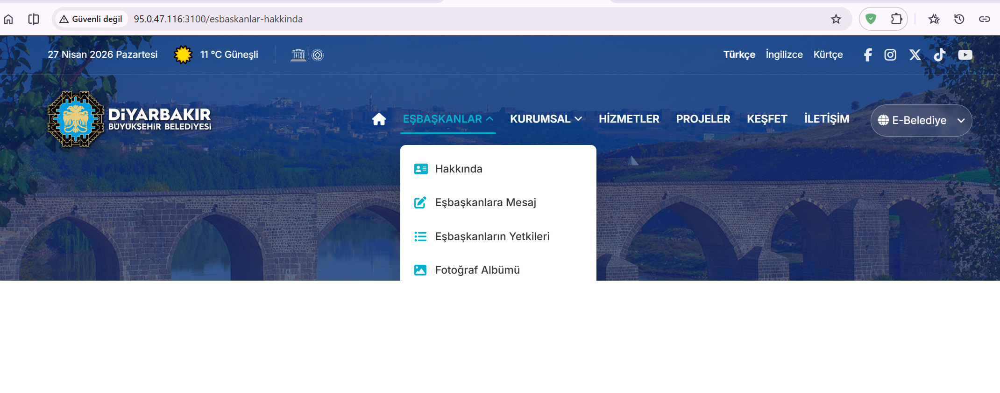 Güvenli değil
95.0.47.116:3100/esbaskanlar-hakkinda
27 Nisan 2026 Pazartesi
11 °C Güneşli
Türkçe İngilizce Kürtçe
DİYARBAKIR
BÜYÜKŞEHİR BELEDİYESİ
EŞBAŞKANLAR KURUMSAL HİZMETLER PROJELER KEŞFET İLETİŞİM
E-Belediye
Hakkında
Eşbaşkanlara Mesaj
Eşbaşkanların Yetkileri
Fotoğraf Albümü